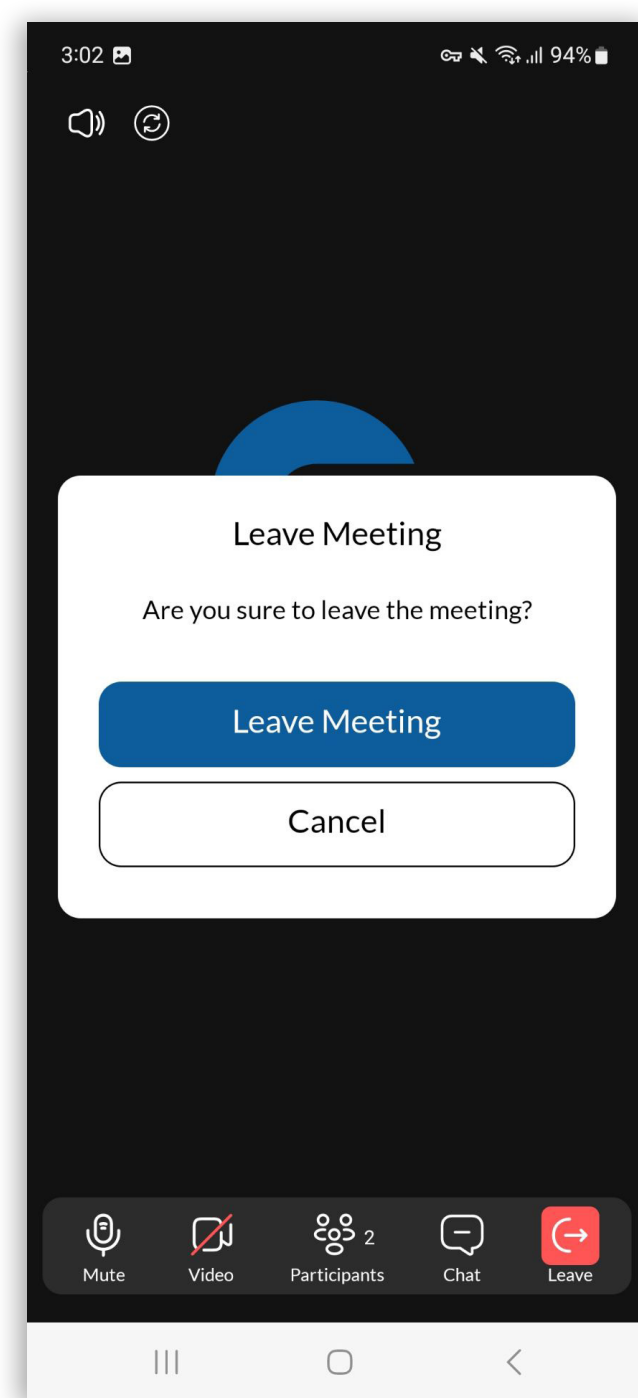 3:02 94%
Leave Meeting
Are you sure to leave the meeting?
Leave Meeting
Cancel
2
Mute Video Participants Chat Leave